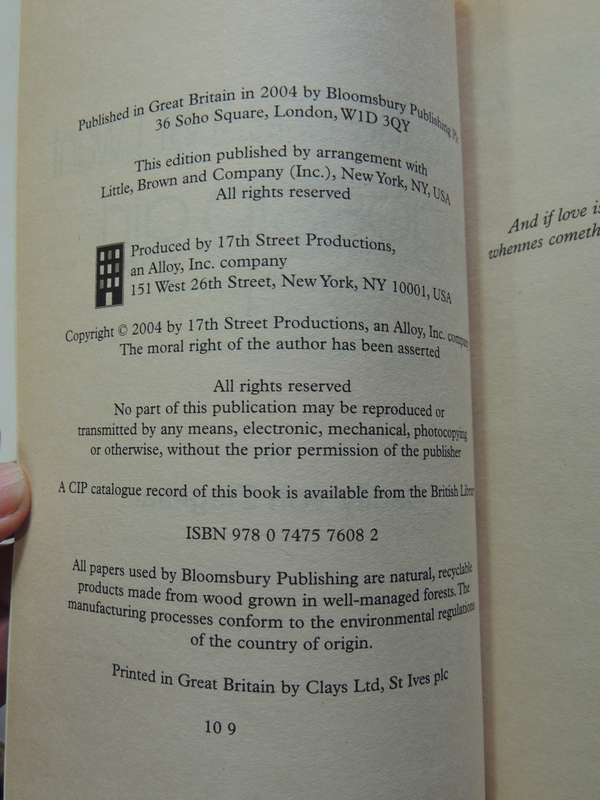 Published in Great Britain in 2004 by Bloomsbury Publishing Plc
36 Soho Square, London, W1D 3QY
This edition published by arrangement with
Little, Brown and Company (Inc.), New York, NY, USA
All rights reserved
Produced by 17th Street Productions,
an Alloy, Inc. company
151 West 26th Street, New York, NY 10001, USA
Copyright © 2004 by 17th Street Productions, an Alloy, Inc. company
The moral right of the author has been asserted
All rights reserved
No part of this publication may be reproduced or
transmitted by any means, electronic, mechanical, photocopying
or otherwise, without the prior permission of the publisher
A CIP catalogue record of this book is available from the British
ISBN 978 0 7475 7608 2
All papers used by Bloomsbury Publishing are natural, recyclable
products made from wood grown in well-managed forests. The
manufacturing processes conform to the environmental regulations
of the country of origin.
Printed in Great Britain by Clays Ltd, St Ives plc
10 9
And if love is
whennes cometh